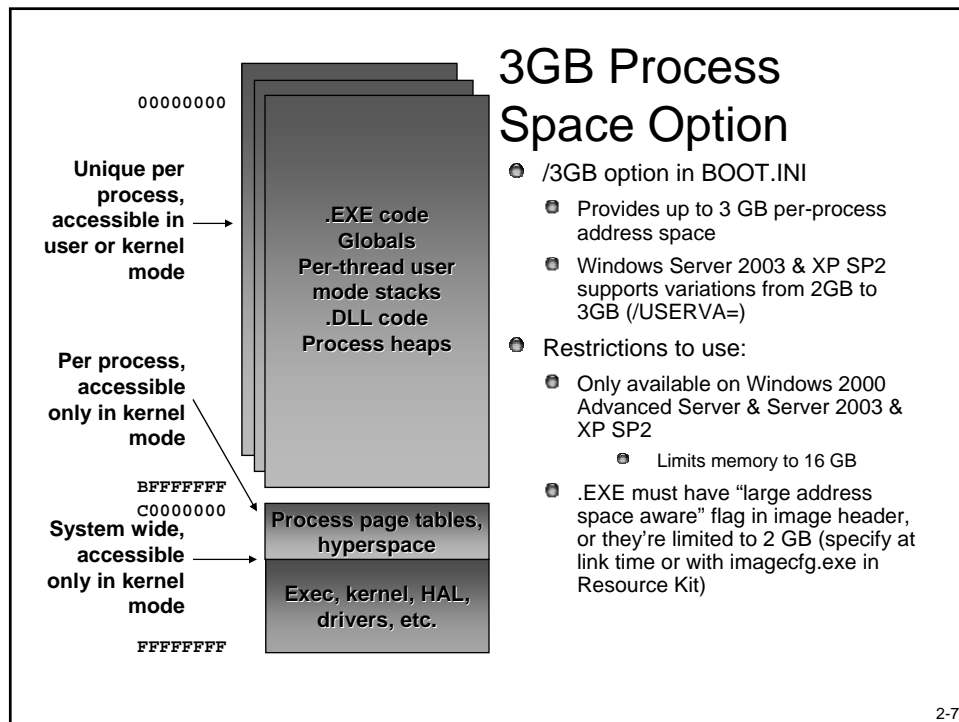 3GB Process
Space Option
00000000
Unique per
process,
accessible in
user or kernel
mode
.EXE code
Globals
Per-thread user
mode stacks
.DLL code
Process heaps
Per process,
accessible
only in kernel
mode
BFFFFFFF
C0000000
Process page tables,
hyperspace
System wide,
accessible
only in kernel
mode
Exec, kernel, HAL,
drivers, etc.
FFFFFFFF
/3GB option in BOOT.INI
Provides up to 3 GB per-process
address space
Windows Server 2003 & XP SP2
supports variations from 2GB to
3GB (/USERVA=)
Restrictions to use:
Only available on Windows 2000
Advanced Server & Server 2003 &
XP SP2
Limits memory to 16 GB
.EXE must have “large address
space aware” flag in image header,
or they’re limited to 2 GB (specify at
link time or with imagecfg.exe in
Resource Kit)
2-7